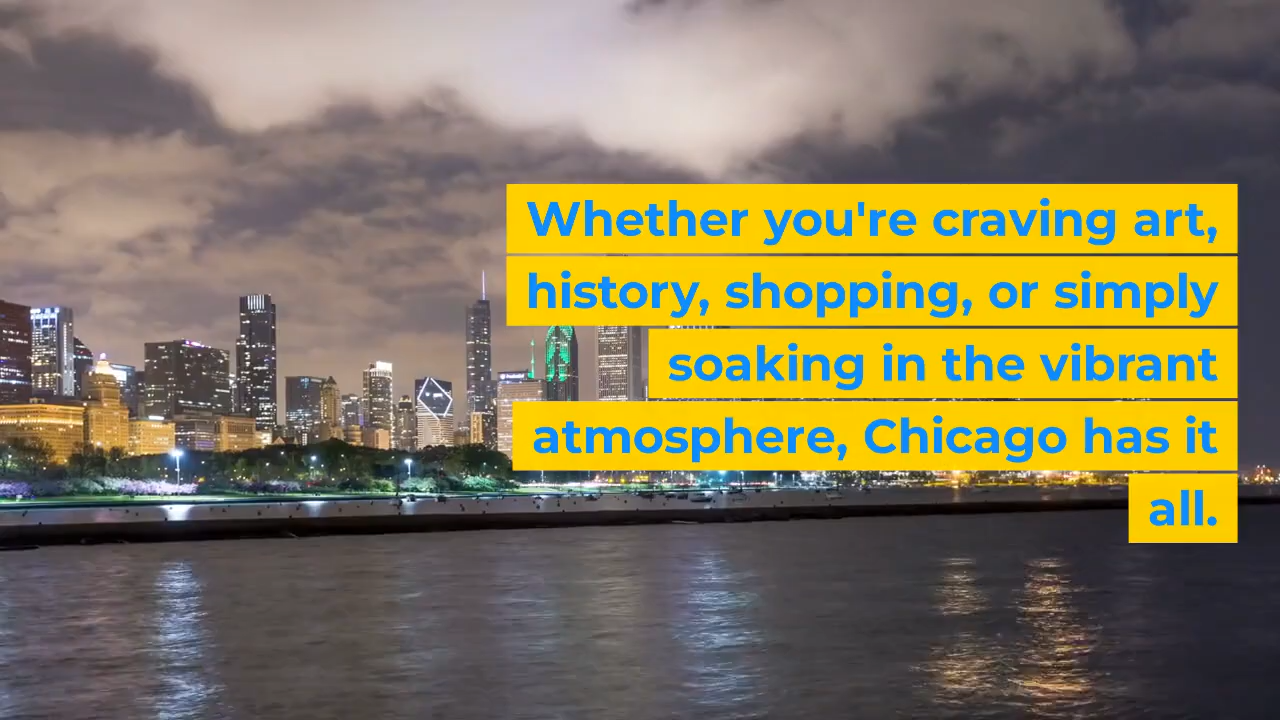 Whether you're craving art,
history, shopping, or simply
soaking in the vibrant
atmosphere, Chicago has it
all.